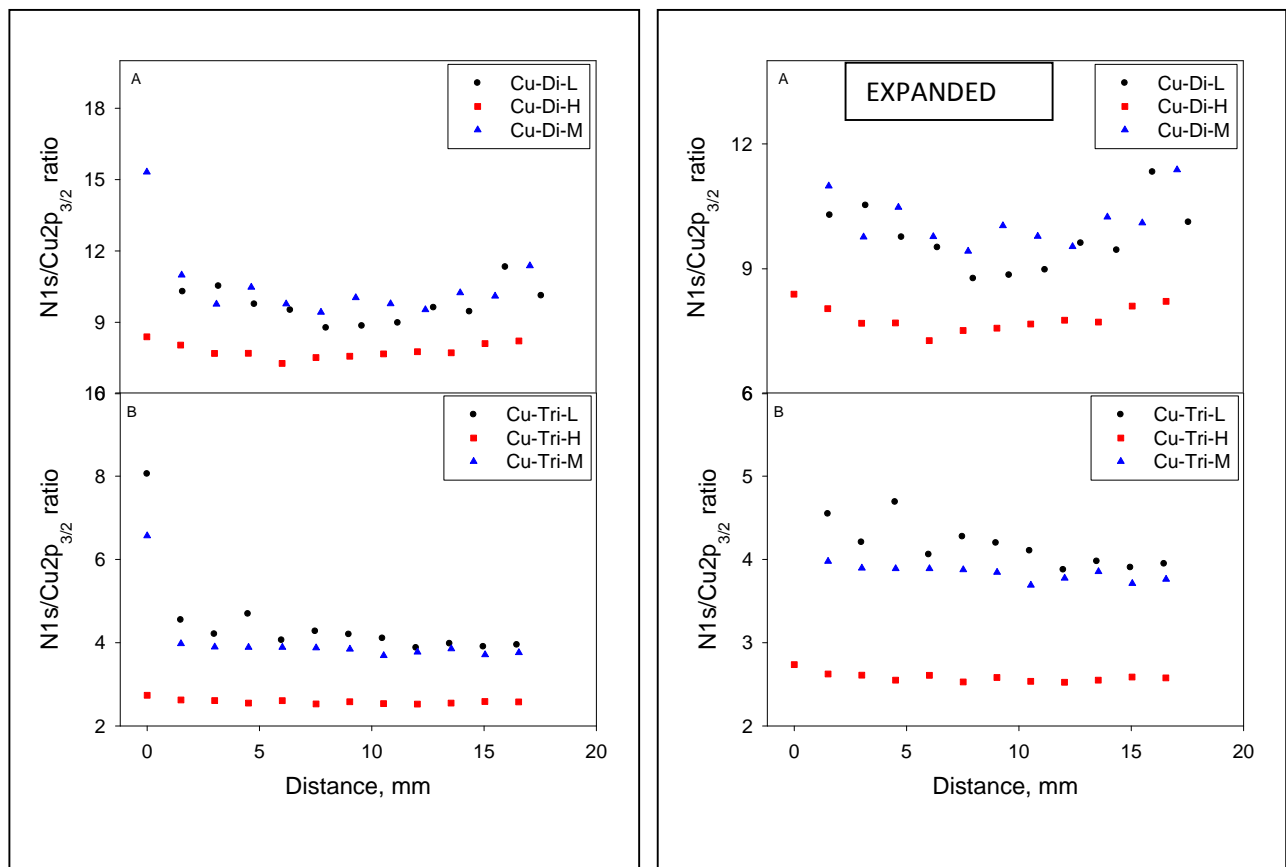 A
Cu-Di-L
Cu-Di-H
Cu-Di-M
18
15
12
9
6
N1s/Cu2p3/2 ratio
B
Cu-Tri-L
Cu-Tri-H
Cu-Tri-M
10
8
6
4
2
N1s/Cu2p3/2 ratio
0 5 10 15 20
Distance, mm
A
EXPANDED
Cu-Di-L
Cu-Di-H
Cu-Di-M
12
9
6
N1s/Cu2p3/2 ratio
B
Cu-Tri-L
Cu-Tri-H
Cu-Tri-M
6
5
4
3
2
N1s/Cu2p3/2 ratio
0 5 10 15 20
Distance, mm